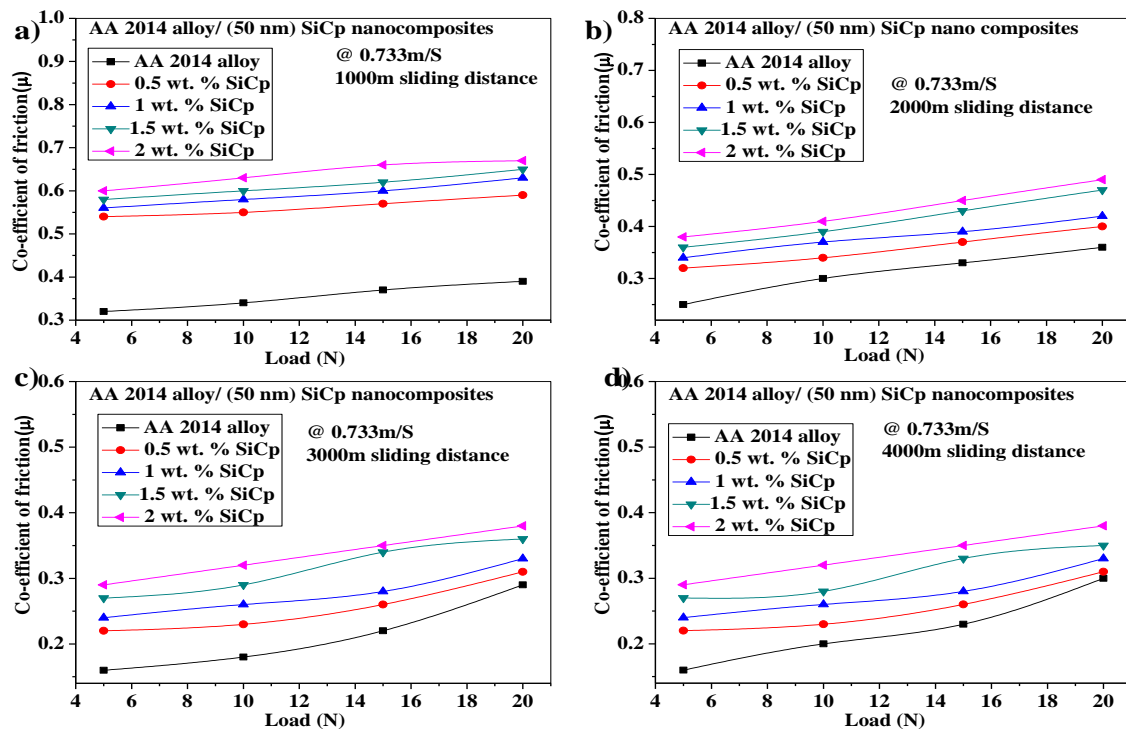 a)
AA 2014 alloy/ (50 nm) SiCp nanocomposites
AA 2014 alloy
0.5 wt. % SiCp
1 wt. % SiCp
1.5 wt. % SiCp
2 wt. % SiCp
@ 0.733m/S
1000m sliding distance
Co-efficient of friction(μ)
1.0
0.9
0.8
0.7
0.6
0.5
0.4
0.3
4 6 8 10 12 14 16 18 20
Load (N)
b)
AA 2014 alloy/ (50 nm) SiCp nano composites
AA 2014 alloy
0.5 wt. % SiCp
1 wt. % SiCp
1.5 wt. % SiCp
2 wt. % SiCp
@ 0.733m/S
2000m sliding distance
Co-efficient of friction(μ)
0.8
0.7
0.6
0.5
0.4
0.3
4 6 8 10 12 14 16 18 20
Load (N)
c)
AA 2014 alloy/ (50 nm) SiCp nanocomposites
AA 2014 alloy
0.5 wt. % SiCp
1 wt. % SiCp
1.5 wt. % SiCp
2 wt. % SiCp
@ 0.733m/S
3000m sliding distance
Co-efficient of friction(μ)
0.6
0.5
0.4
0.3
0.2
4 6 8 10 12 14 16 18 20
Load (N)
d)
AA 2014 alloy/ (50 nm) SiCp nanocomposites
AA 2014 alloy
0.5 wt. % SiCp
1 wt. % SiCp
1.5 wt. % SiCp
2 wt. % SiCp
@ 0.733m/S
4000m sliding distance
Co-efficient of friction(μ)
0.6
0.5
0.4
0.3
0.2
4 6 8 10 12 14 16 18 20
Load (N)